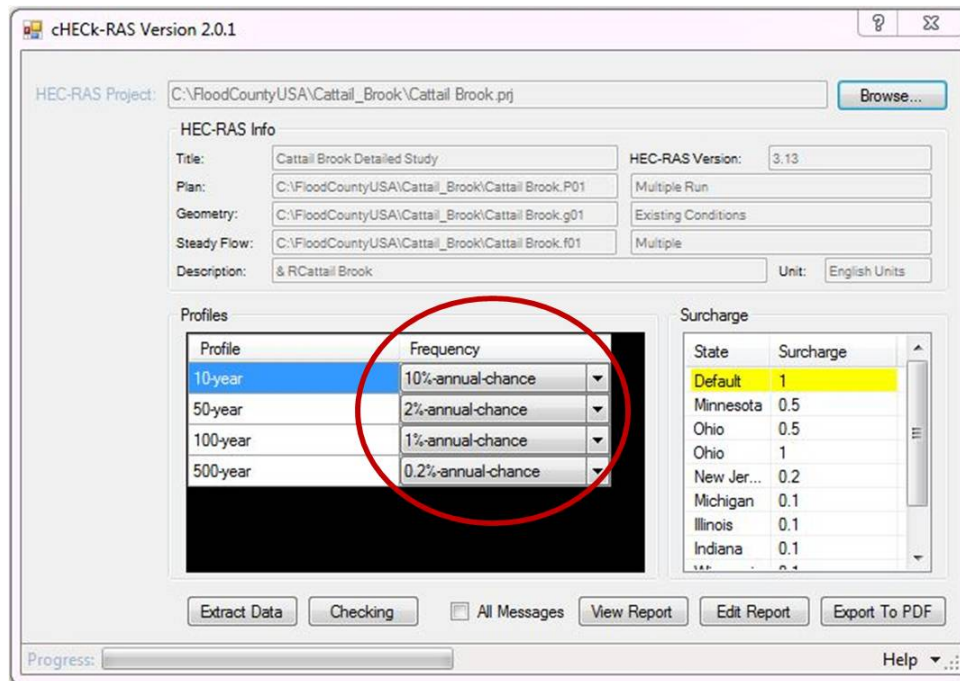 cHECk-RAS Version 2.0.1
HEC-RAS Project: C:\FloodCountyUSA\Cattail_Brook\Cattail Brook.prj Browse...
HEC-RAS Info
Title: Cattail Brook Detailed Study HEC-RAS Version: 3.13
Plan: C:\FloodCountyUSA\Cattail_Brook\Cattail Brook.P01 Multiple Run
Geometry: C:\FloodCountyUSA\Cattail_Brook\Cattail Brook.g01 Existing Conditions
Steady Flow: C:\FloodCountyUSA\Cattail_Brook\Cattail Brook.f01 Multiple
Description: & RCattail Brook Unit: English Units
Profiles
Profile Frequency
10-year 10%-annual-chance
50-year 2%-annual-chance
100-year 1%-annual-chance
500-year 0.2%-annual-chance
Surcharge
State Surcharge
Default 1
Minnesota 0.5
Ohio 0.5
Ohio 1
New Jer... 0.2
Michigan 0.1
Illinois 0.1
Indiana 0.1
Extract Data Checking All Messages View Report Edit Report Export To PDF
Progress: Help